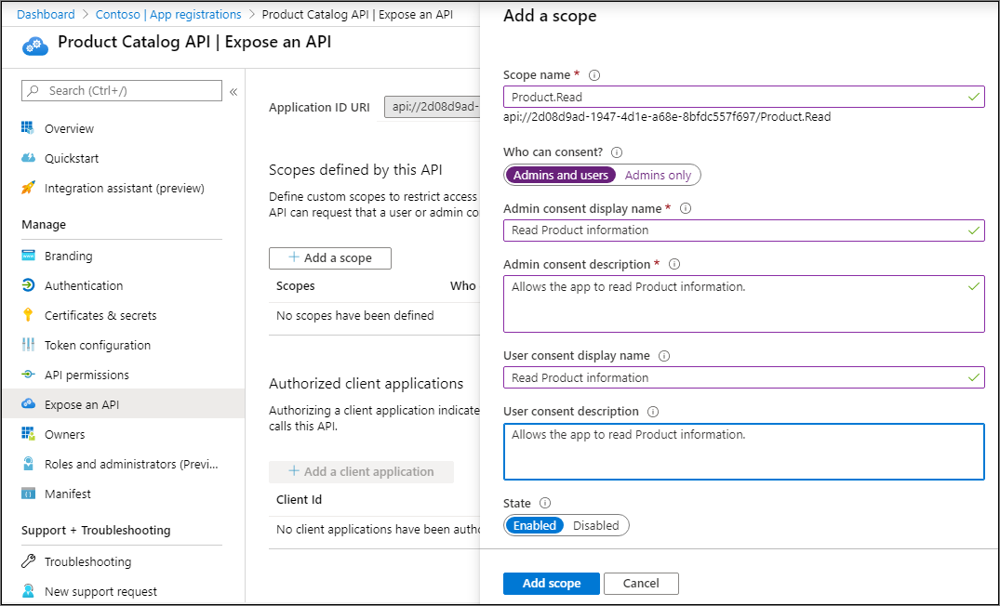 Dashboard > Contoso | App registrations > Product Catalog API | Expose an API
Product Catalog API | Expose an API
Search (Ctrl+/)
«
Overview
Quickstart
Integration assistant (preview)
Manage
Branding
Authentication
Certificates & secrets
Token configuration
API permissions
Expose an API
Owners
Roles and administrators (Previ...
Manifest
Support + Troubleshooting
Troubleshooting
New support request
Application ID URI
api://2d08d9ad-
Scopes defined by this API
Define custom scopes to restrict access
API can request that a user or admin co
+ Add a scope
Scopes Who
No scopes have been defined
Authorized client applications
Authorizing a client application indicate
calls this API.
+ Add a client application
Client Id
No client applications have been autho
Add a scope
Scope name *
Product.Read
api://2d08d9ad-1947-4d1e-a68e-8bfdc557f697/Product.Read
Who can consent?
Admins and users Admins only
Admin consent display name *
Read Product information
Admin consent description *
Allows the app to read Product information.
User consent display name
Read Product information
User consent description
Allows the app to read Product information.
State
Enabled Disabled
Add scope Cancel